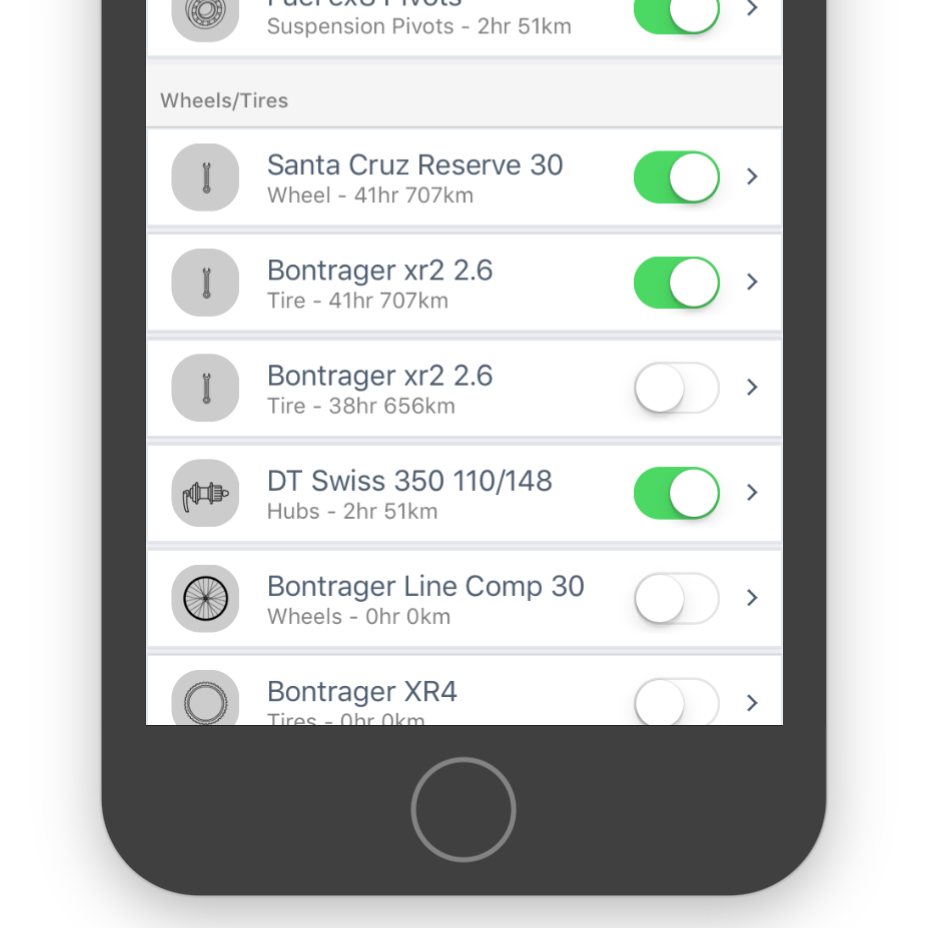 Fuel ex8 Pivots
Suspension Pivots - 2hr 51km
Wheels/Tires
Santa Cruz Reserve 30
Wheel - 41hr 707km
Bontrager xr2 2.6
Tire - 41hr 707km
Bontrager xr2 2.6
Tire - 38hr 656km
DT Swiss 350 110/148
Hubs - 2hr 51km
Bontrager Line Comp 30
Wheels - 0hr 0km
Bontrager XR4
Tires - 0hr 0km